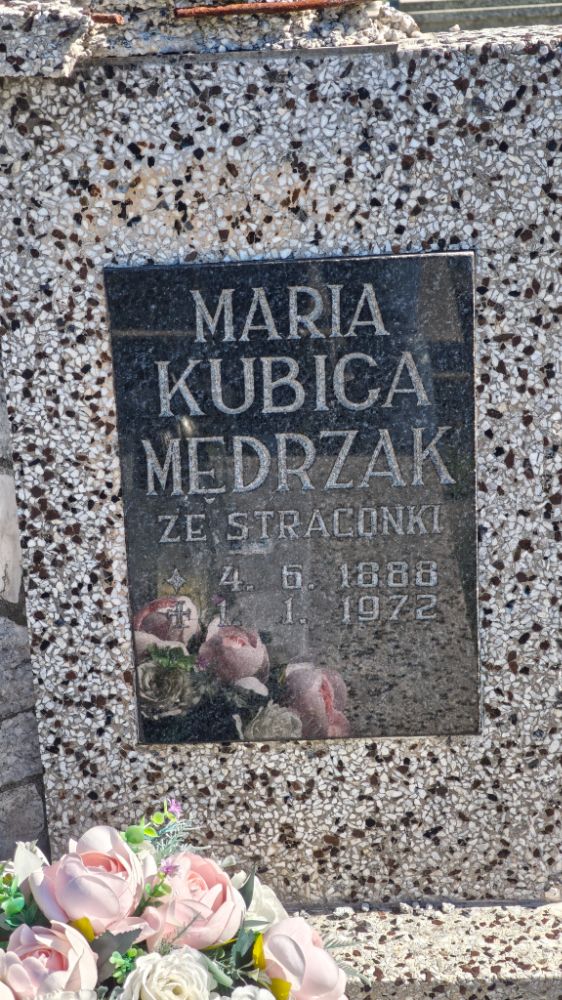 MARIA
KUBICA
MĘDRZAK
ZE STRACONKI
4. 6. 1888
1. 1. 1972